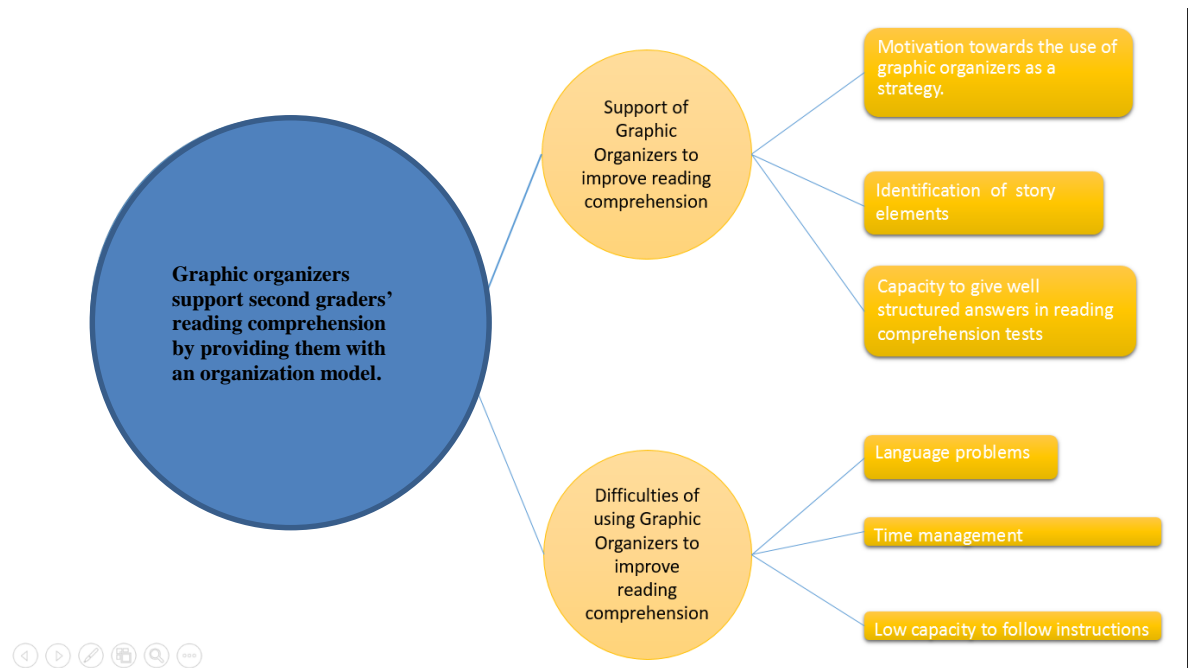 Graphic organizers
support second graders’
reading comprehension
by providing them with
an organization model.
Support of
Graphic
Organizers to
improve reading
comprehension
Motivation towards the use of
graphic organizers as a
strategy.
Identification of story
elements
Capacity to give well
structured answers in reading
comprehension tests
Difficulties of
using Graphic
Organizers to
improve
reading
comprehension
Language problems
Time management
Low capacity to follow instructions